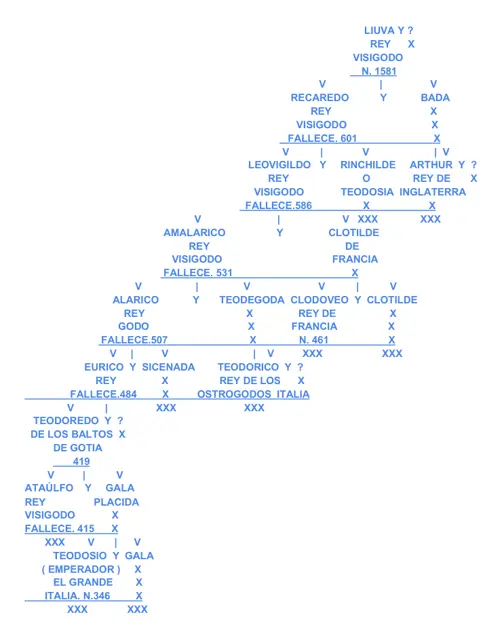 LIUVA Y ?
REY X
VISIGODO
N. 1581
V | V
RECAREDO Y BADA
REY X
VISIGODO X
FALLECE. 601 X
V | V | V
LEOVIGILDO Y RINCHILDE ARTHUR Y ?
REY O REY DE X
VISIGODO TEODOSIA INGLATERRA
FALLECE.586 X X
V | V XXX XXX
AMALARICO Y CLOTILDE
REY DE
VISIGODO FRANCIA
FALLECE. 531 X
V | V V | V
ALARICO Y TEODEGODA CLODOVEO Y CLOTILDE
REY X REY DE X
GODO X FRANCIA X
FALLECE.507 X N. 461 X
V | V | V XXX XXX
EURICO Y SICENADA TEODORICO Y ?
REY X REY DE LOS X
FALLECE.484 X OSTROGODOS ITALIA
V | XXX XXX
TEODOREDO Y ?
DE LOS BALTOS X
DE GOTIA
419
V | V
ATAÚLFO Y GALA
REY PLACIDA
VISIGODO X
FALLECE. 415 X
XXX V | V
TEODOSIO Y GALA
( EMPERADOR ) X
EL GRANDE X
ITALIA. N.346 X
XXX XXX